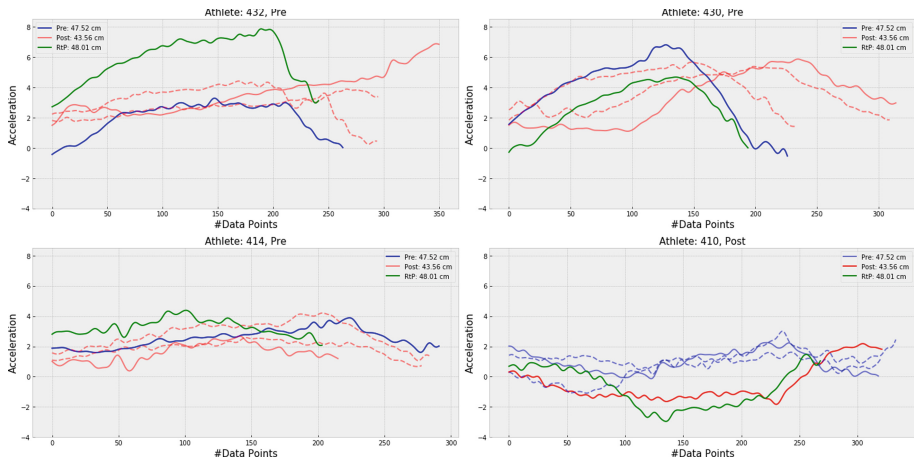 Athlete: 432, Pre
Pre: 47.52 cm
Post: 43.56 cm
RtP: 48.01 cm
Acceleration
8
6
4
2
0
−2
−4
0
50
100
150
200
250
300
350
#Data Points
Athlete: 430, Pre
Pre: 47.52 cm
Post: 43.56 cm
RtP: 48.01 cm
Acceleration
8
6
4
2
0
−2
−4
0
50
100
150
200
250
300
#Data Points
Athlete: 414, Pre
Pre: 47.52 cm
Post: 43.56 cm
RtP: 48.01 cm
Acceleration
8
6
4
2
0
−2
−4
0
50
100
150
200
250
300
#Data Points
Athlete: 410, Post
Pre: 47.52 cm
Post: 43.56 cm
RtP: 48.01 cm
Acceleration
8
6
4
2
0
−2
−4
0
50
100
150
200
250
300
#Data Points